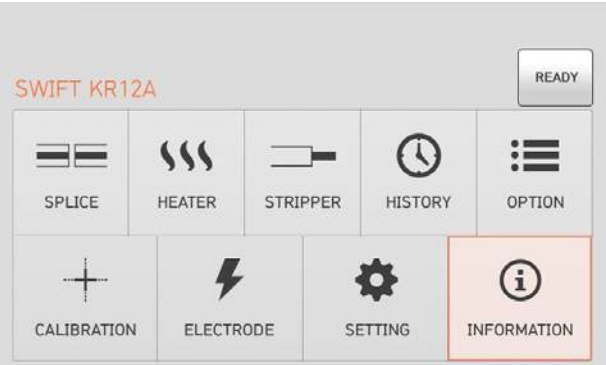 READY
SWIFT KR12A
SPLICE HEATER STRIPPER HISTORY OPTION
CALIBRATION ELECTRODE SETTING INFORMATION